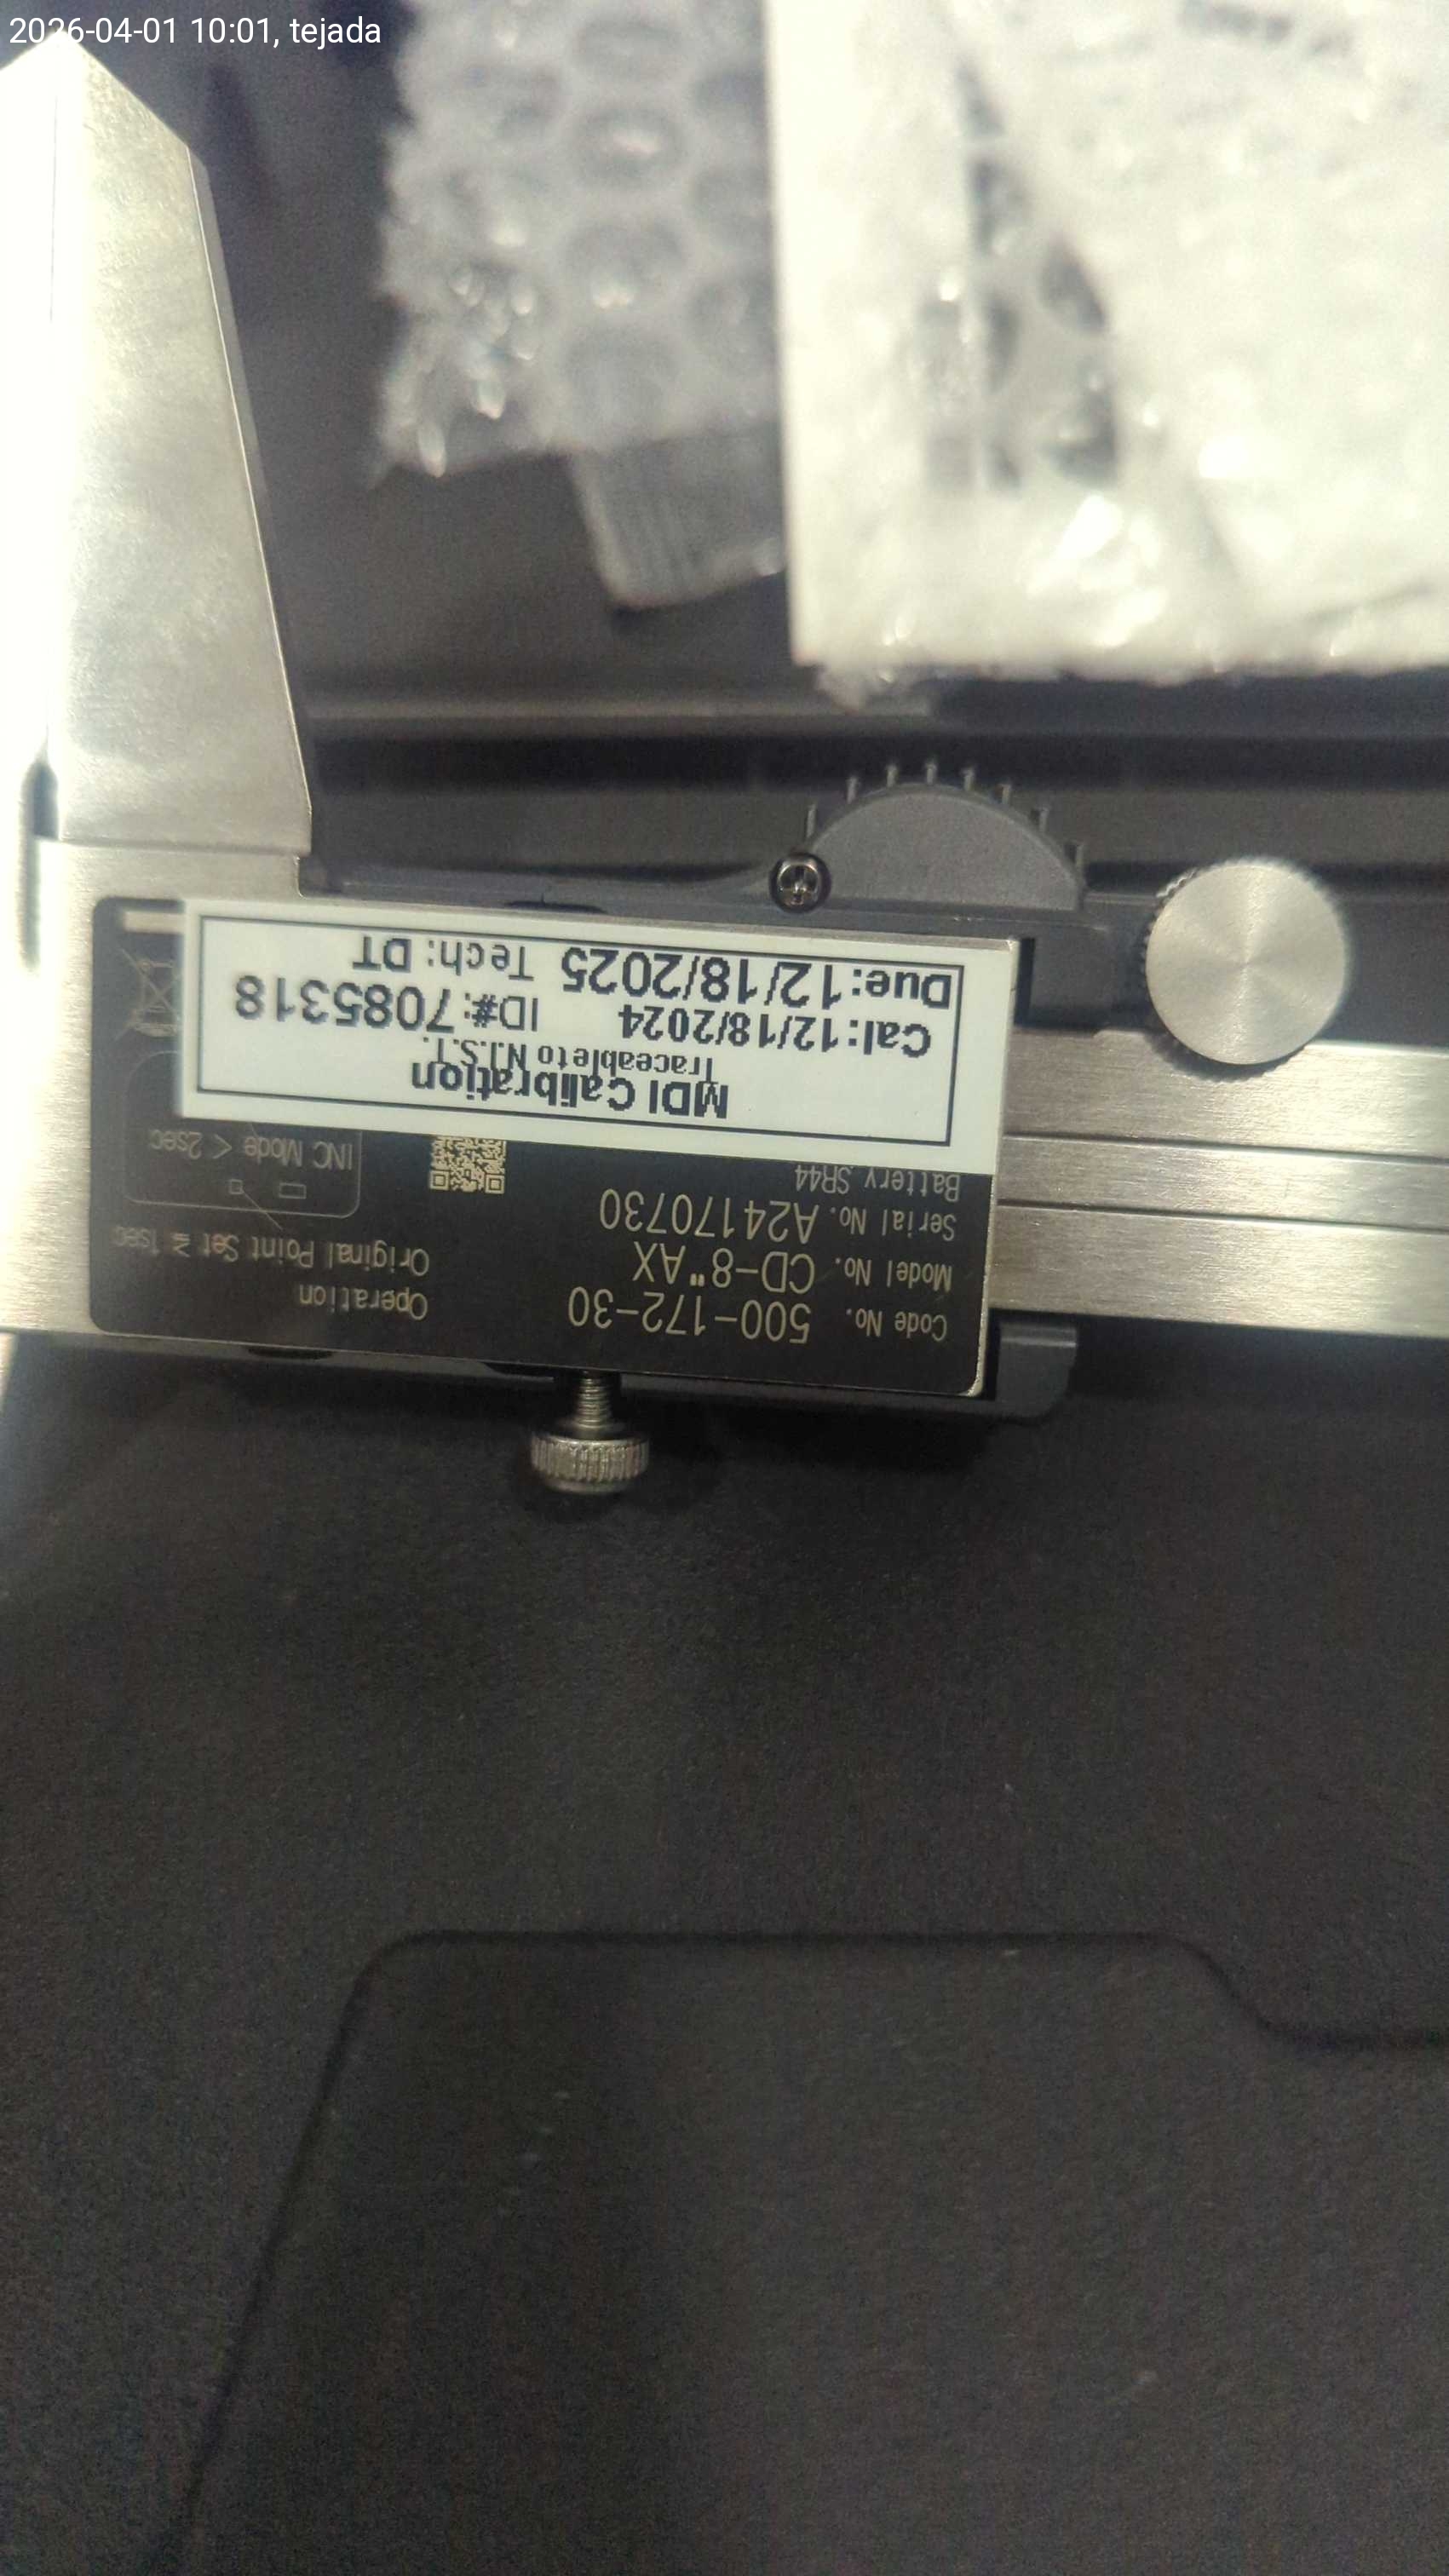 2026-04-01 10:01, tejada
Code No. 500-172-30
Model No. CD-8"AX
Serial No. A24170730
Battery SR44
Operation
Original Point Set ≧ 1sec
INC Mode < 2sec
MDI Calibration
Traceable to N.I.S.T.
Cal:12/18/2024 ID#:7085318
Due:12/18/2025 Tech: DT